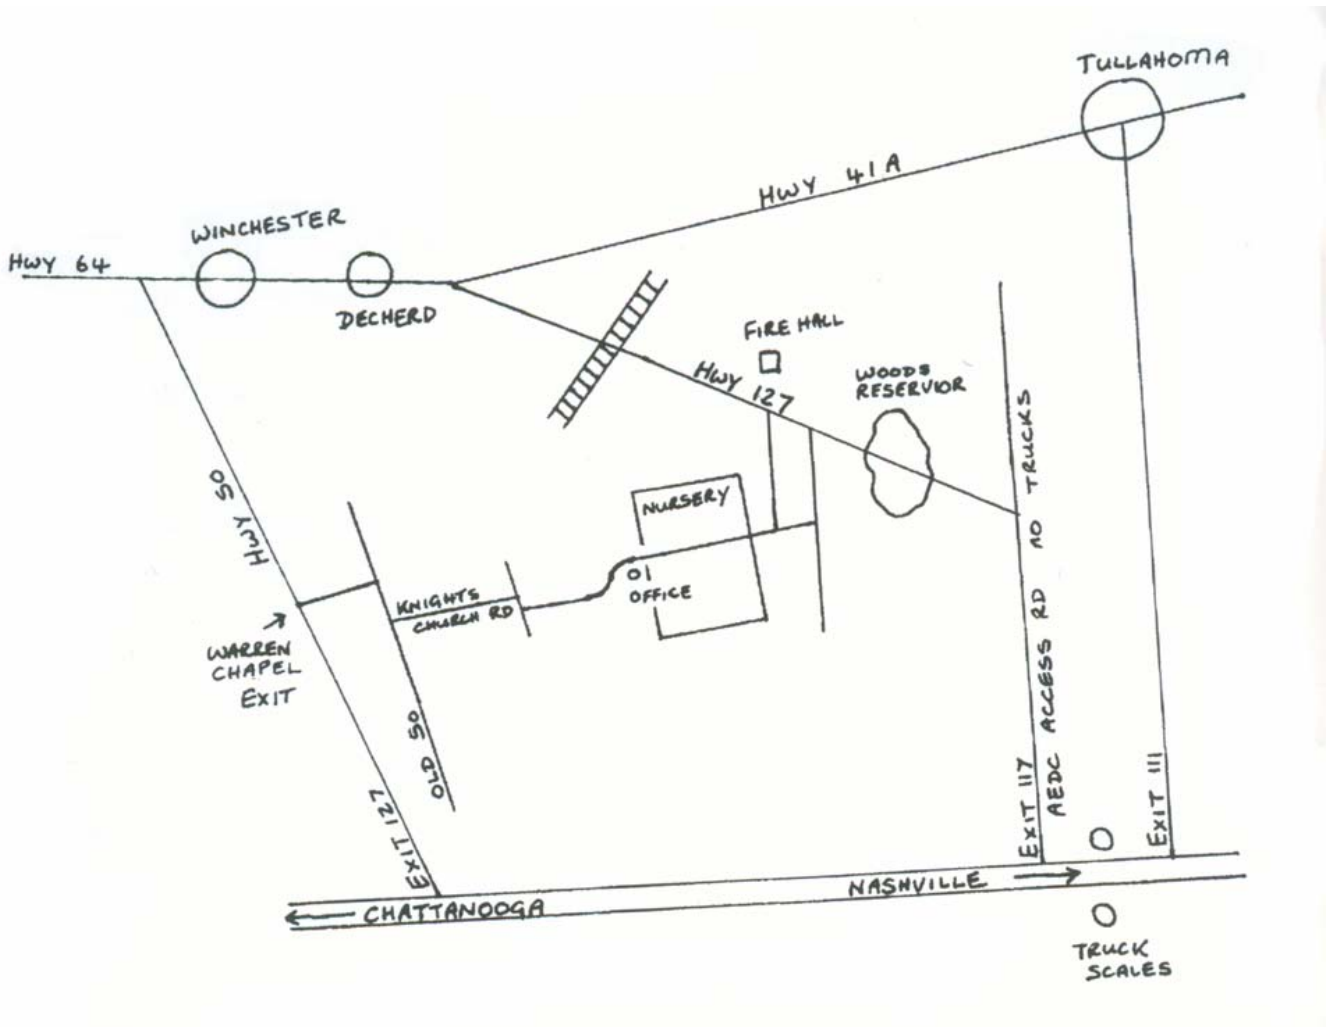 TULLAHOMA
HWY 41A
WINCHESTER
HWY 64
DECHERD
FIRE HALL
HWY 127
WOODS
RESERVIOR
NURSERY
O1
OFFICE
HWY 50
KNIGHTS
CHURCH RD
WARREN
CHAPEL
EXIT
OLD 50
EXIT 127
EXIT 117
AEDC ACCESS RD NO TRUCKS
EXIT 111
NASHVILLE
CHATTANOOGA
TRUCK
SCALES